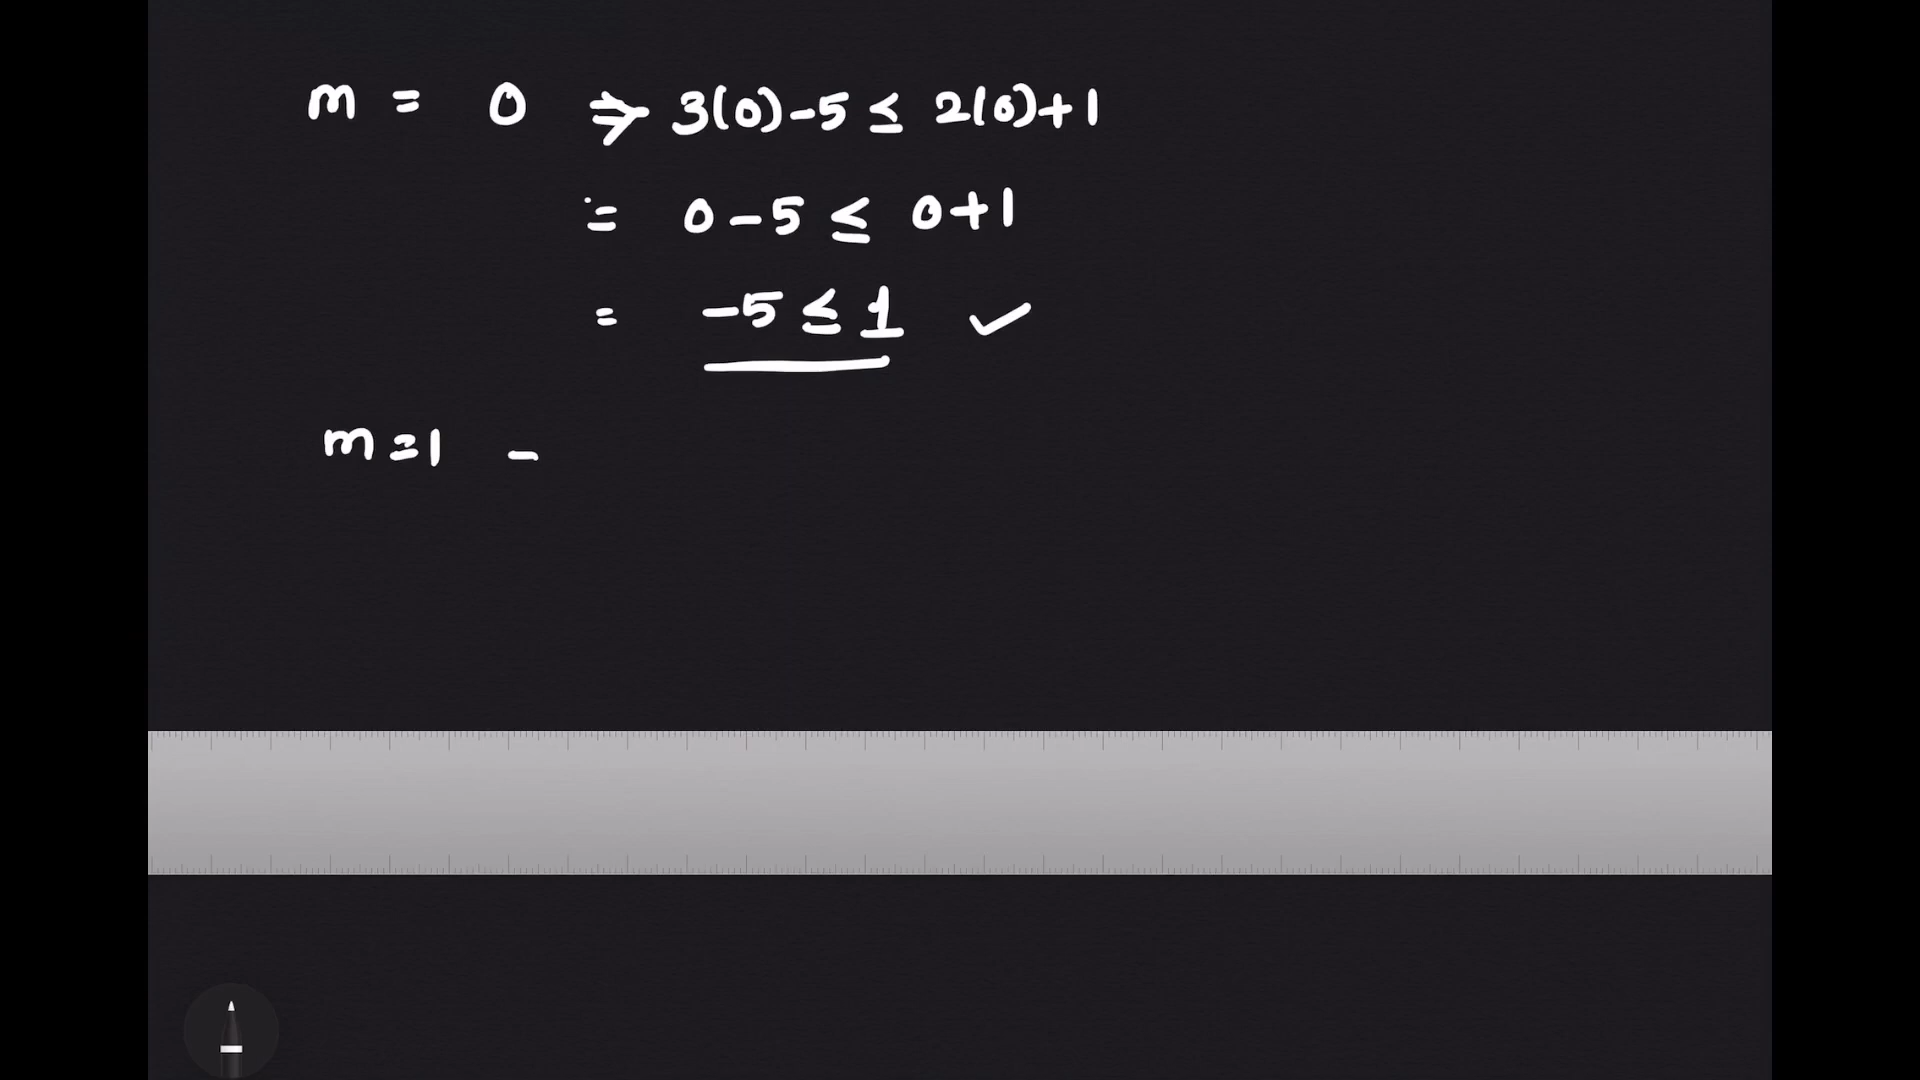 m = 0 ⇒ 3(0)-5 ≤ 2(0)+1
= 0-5 ≤ 0+1
= -5 ≤ 1 ✓
m=1 -